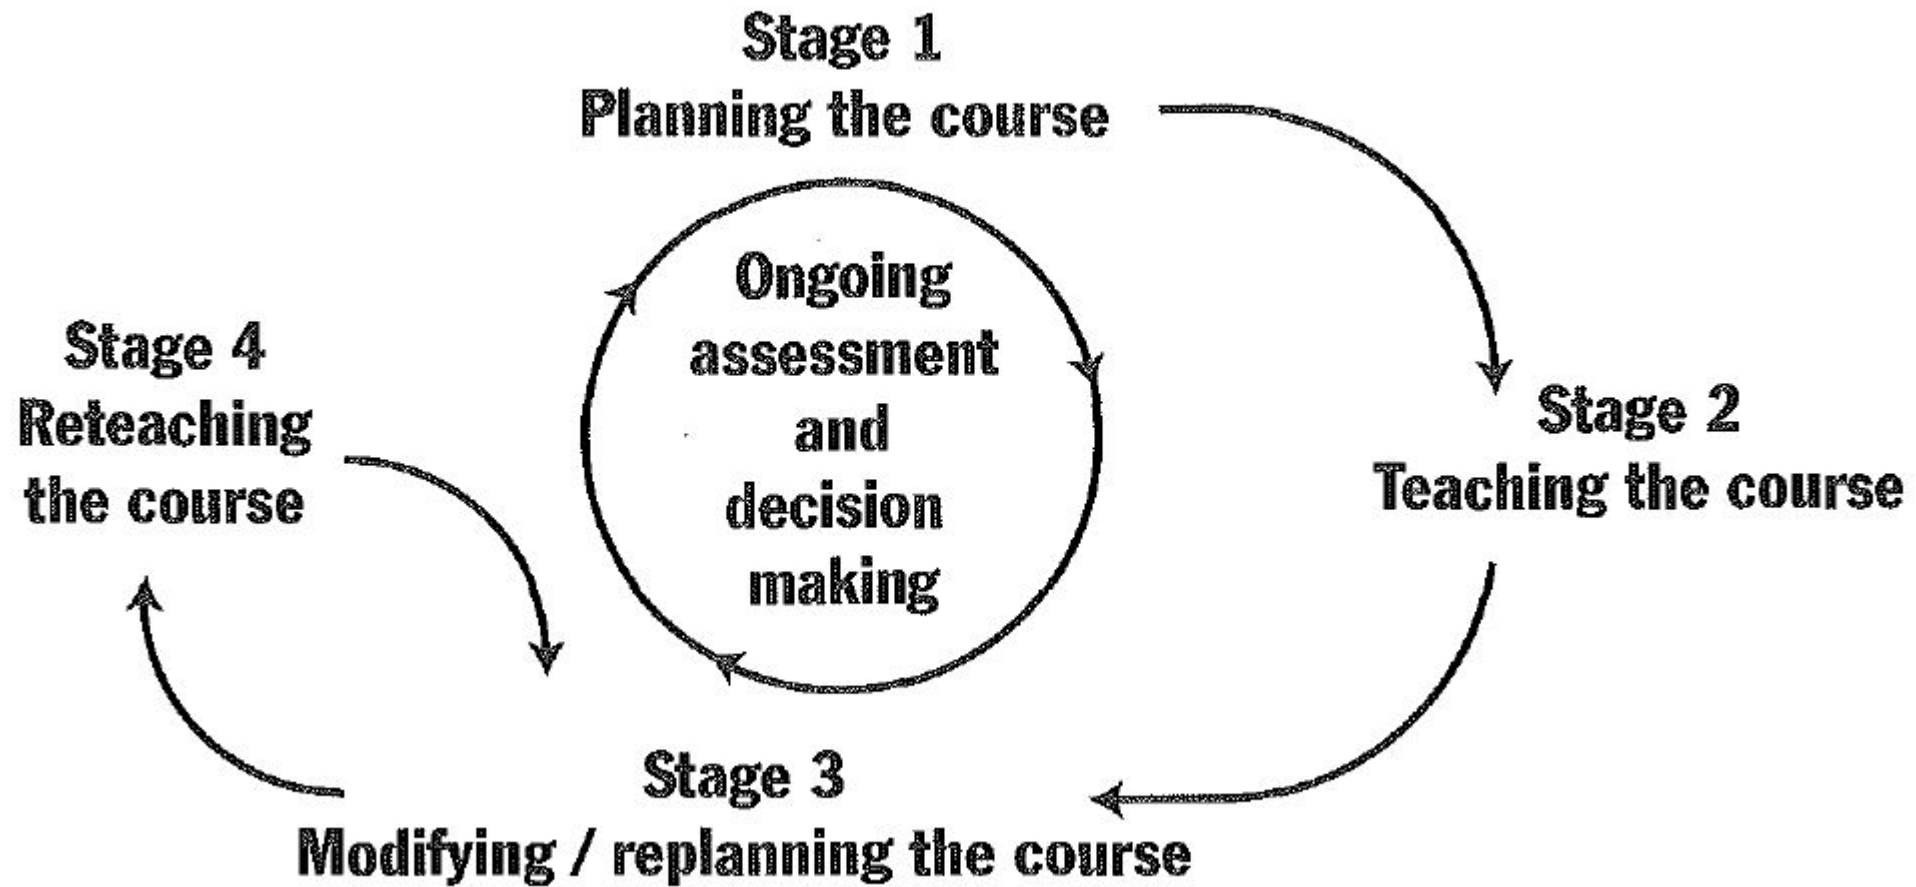 Stage 1
Planning the course
Ongoing
assessment
and
decision
making
Stage 4
Reteaching
the course
Stage 2
Teaching the course
Stage 3
Modifying / replanning the course